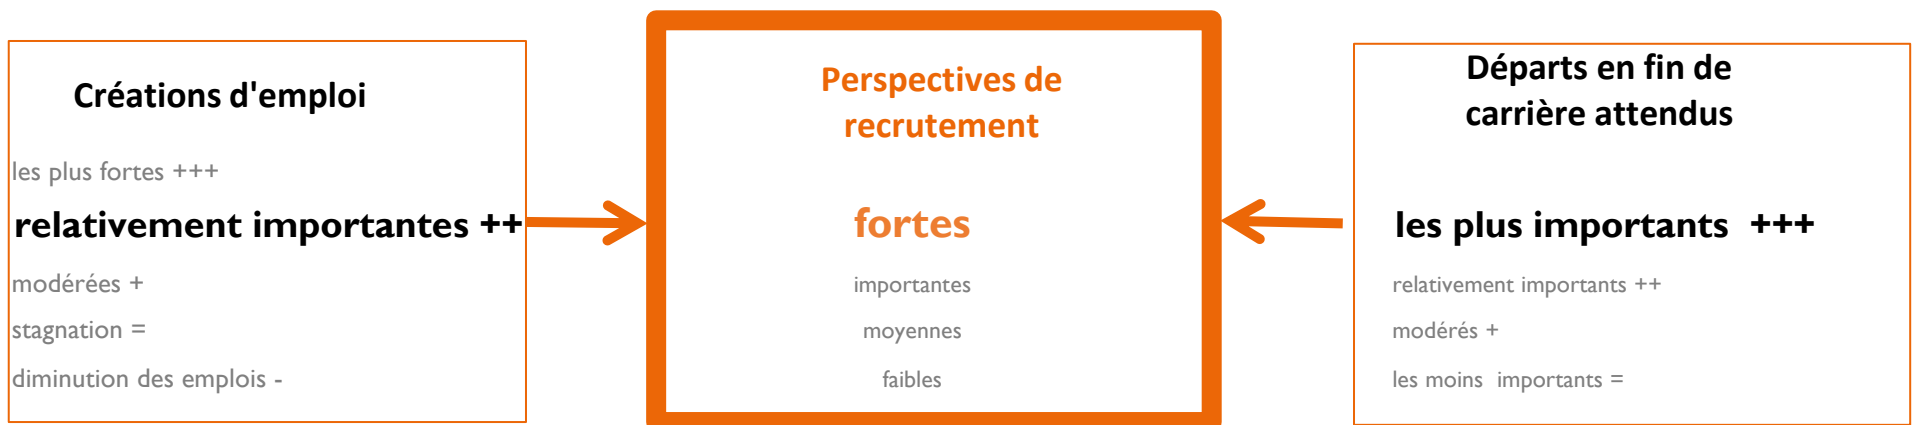 Créations d'emploi
les plus fortes +++
relativement importantes ++
modérées +
stagnation =
diminution des emplois -
Perspectives de
recrutement
fortes
importantes
moyennes
faibles
Départs en fin de
carrière attendus
les plus importants +++
relativement importants ++
modérés +
les moins importants =